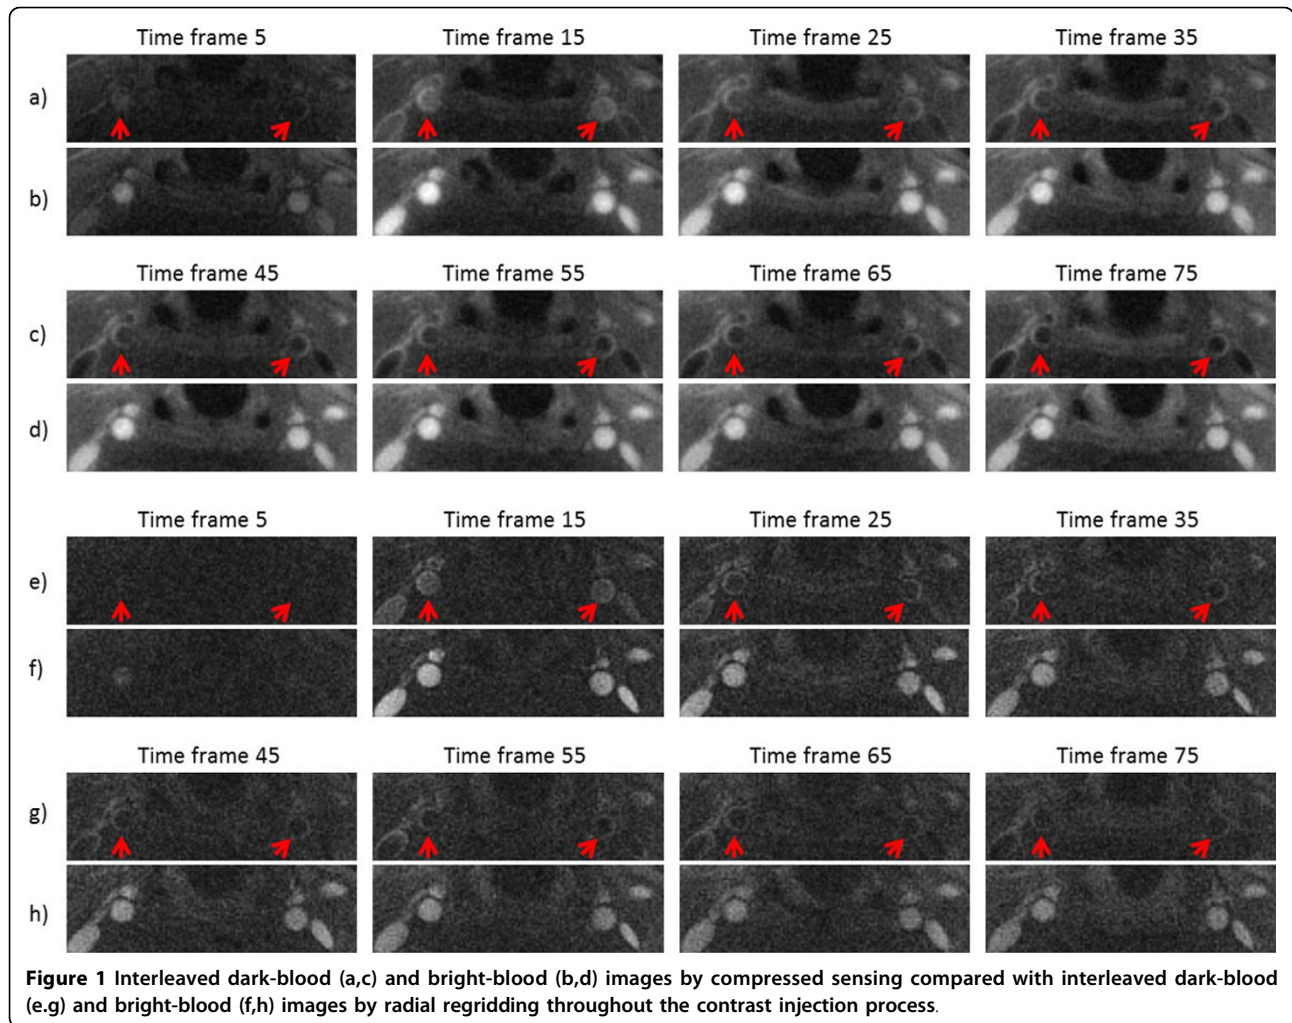 Time frame 5 Time frame 15 Time frame 25 Time frame 35
a)
b)
Time frame 45 Time frame 55 Time frame 65 Time frame 75
c)
d)
Time frame 5 Time frame 15 Time frame 25 Time frame 35
e)
f)
Time frame 45 Time frame 55 Time frame 65 Time frame 75
g)
h)
Figure 1 Interleaved dark-blood (a,c) and bright-blood (b,d) images by compressed sensing compared with interleaved dark-blood
(e.g) and bright-blood (f,h) images by radial regridding throughout the contrast injection process.